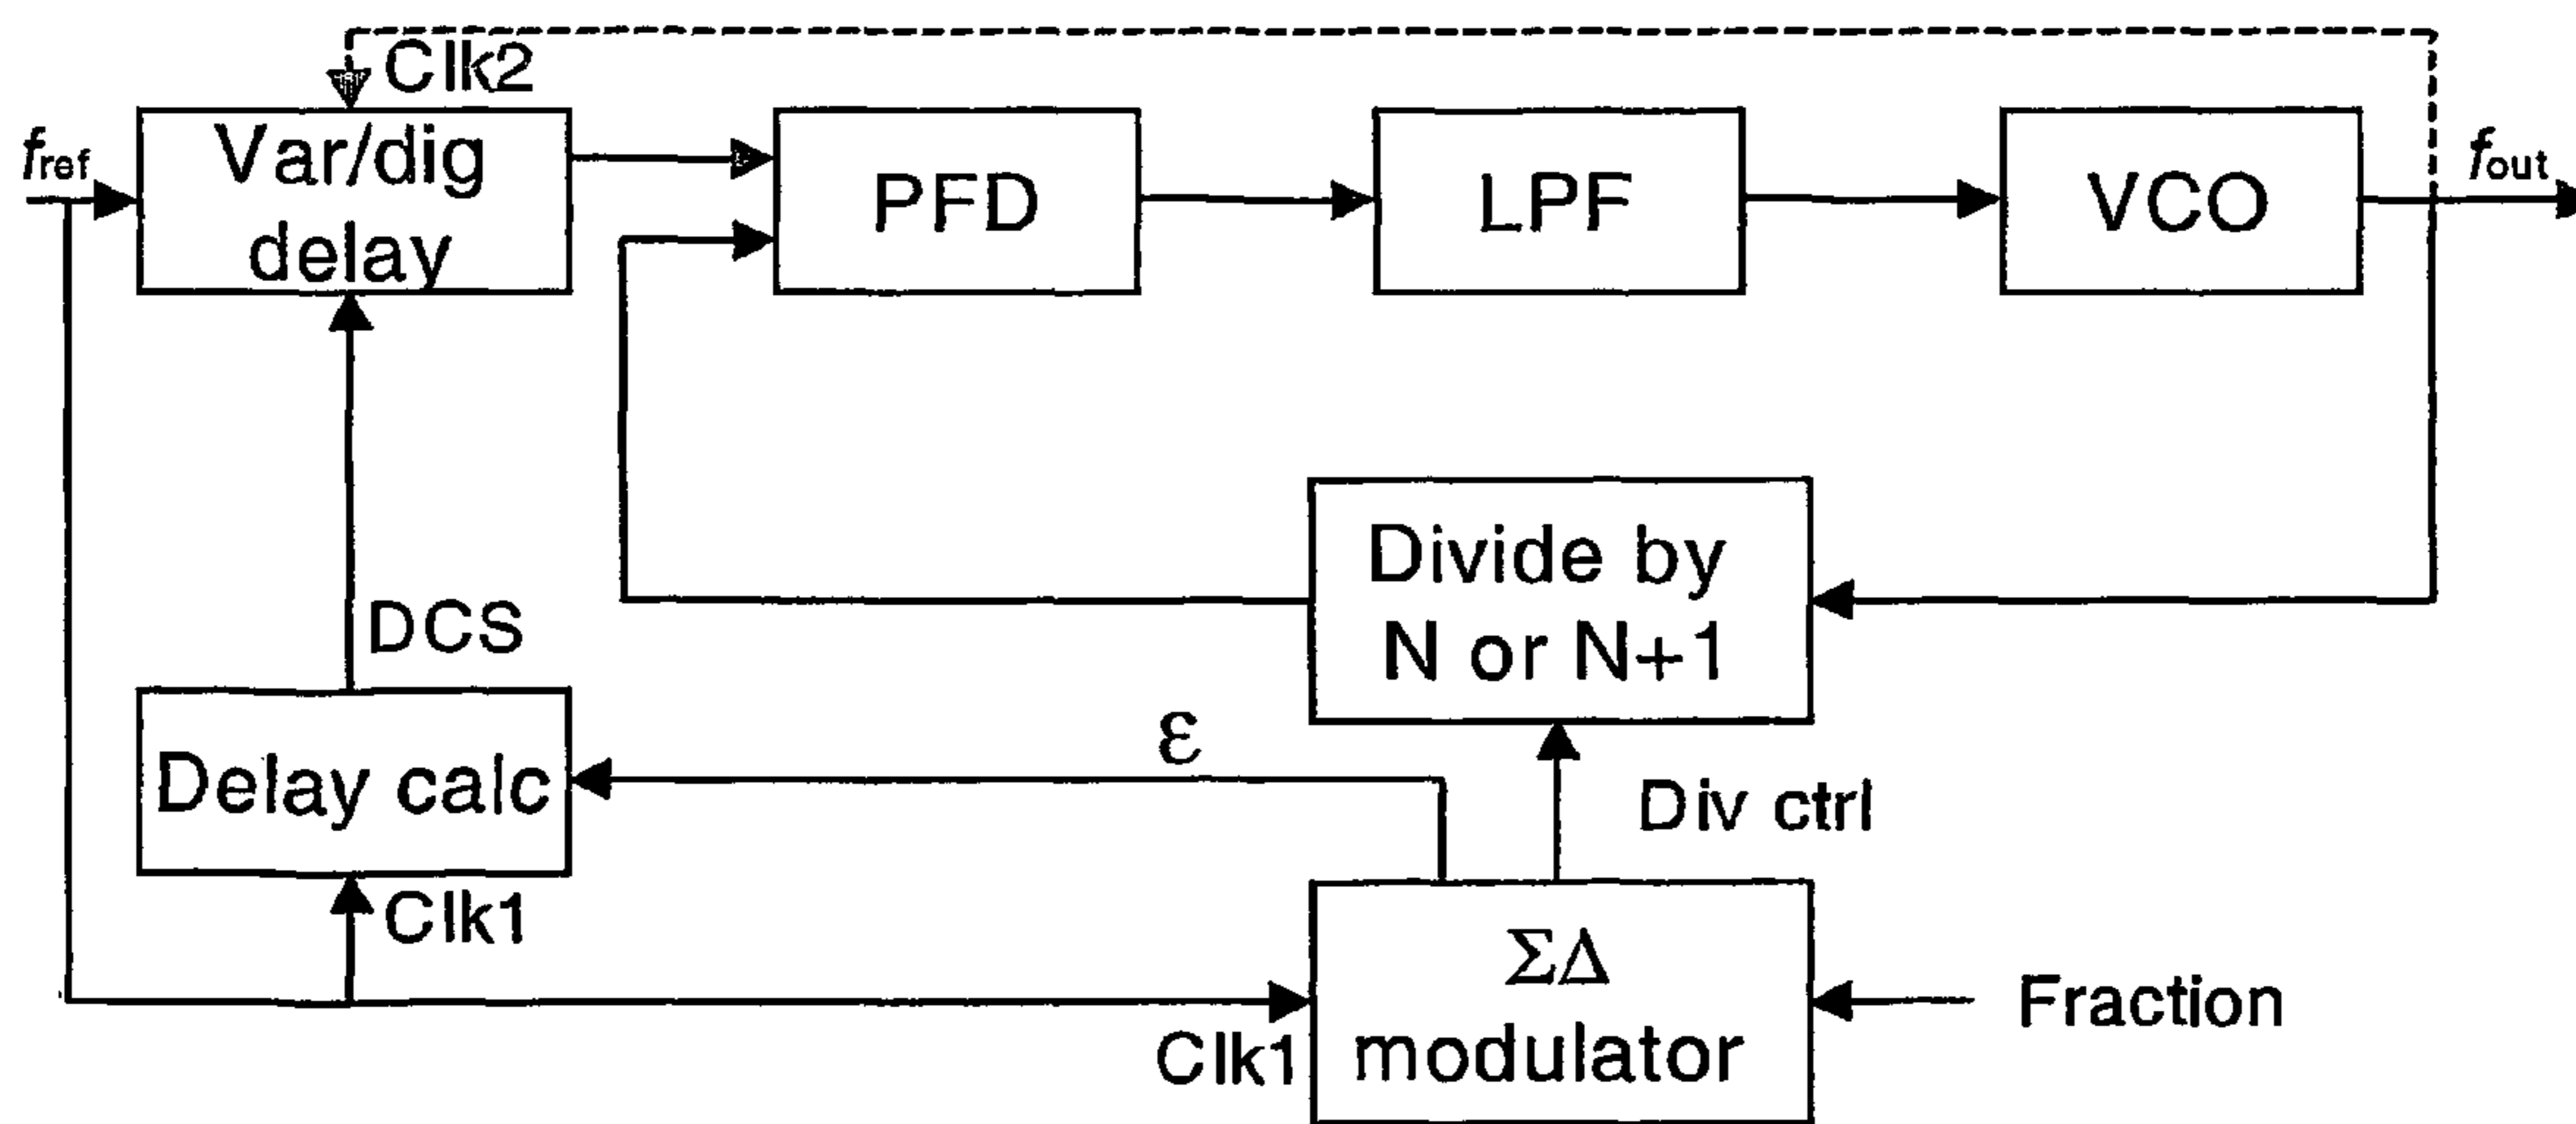 Clk2
fref
Var/dig
delay
PFD
LPF
VCO
fout
Divide by
N or N+1
DCS
Delay calc
ε
Div ctrl
Clk1
ΣΔ
modulator
Fraction
Clk1